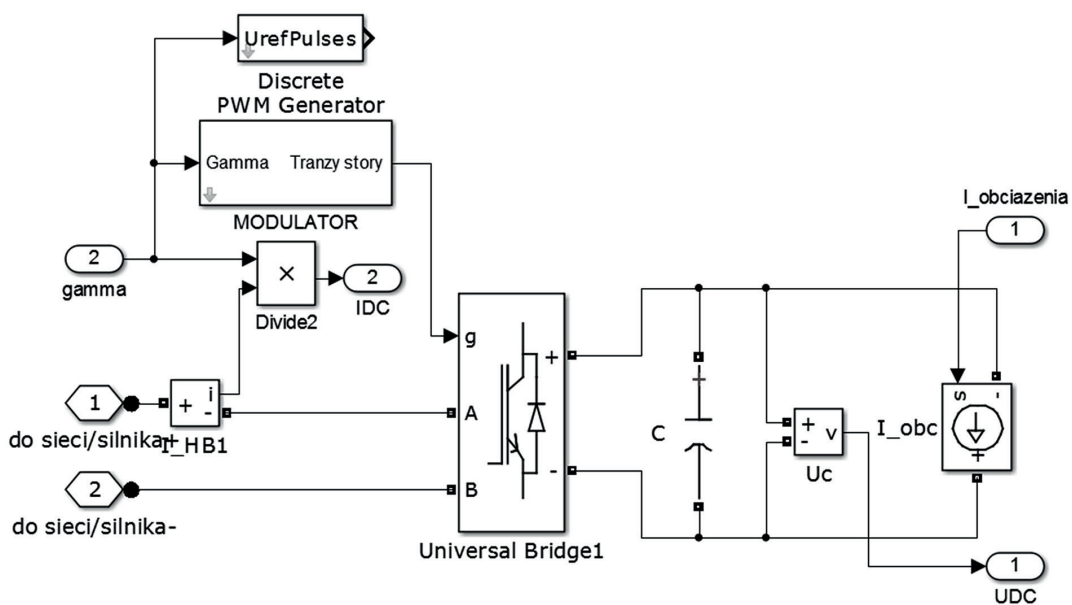 UrefPulses
Discrete
PWM Generator
Gamma Tranzy story
MODULATOR
I_obciazenia
1
2
gamma
×
2
IDC
Divide2
g
+
A
B
-
1
+ i -
do sieci/silnika+
I_HB1
2
do sieci/silnika-
Universal Bridge1
+
C
+ - v
Uc
s -
I_obc
+
1
UDC